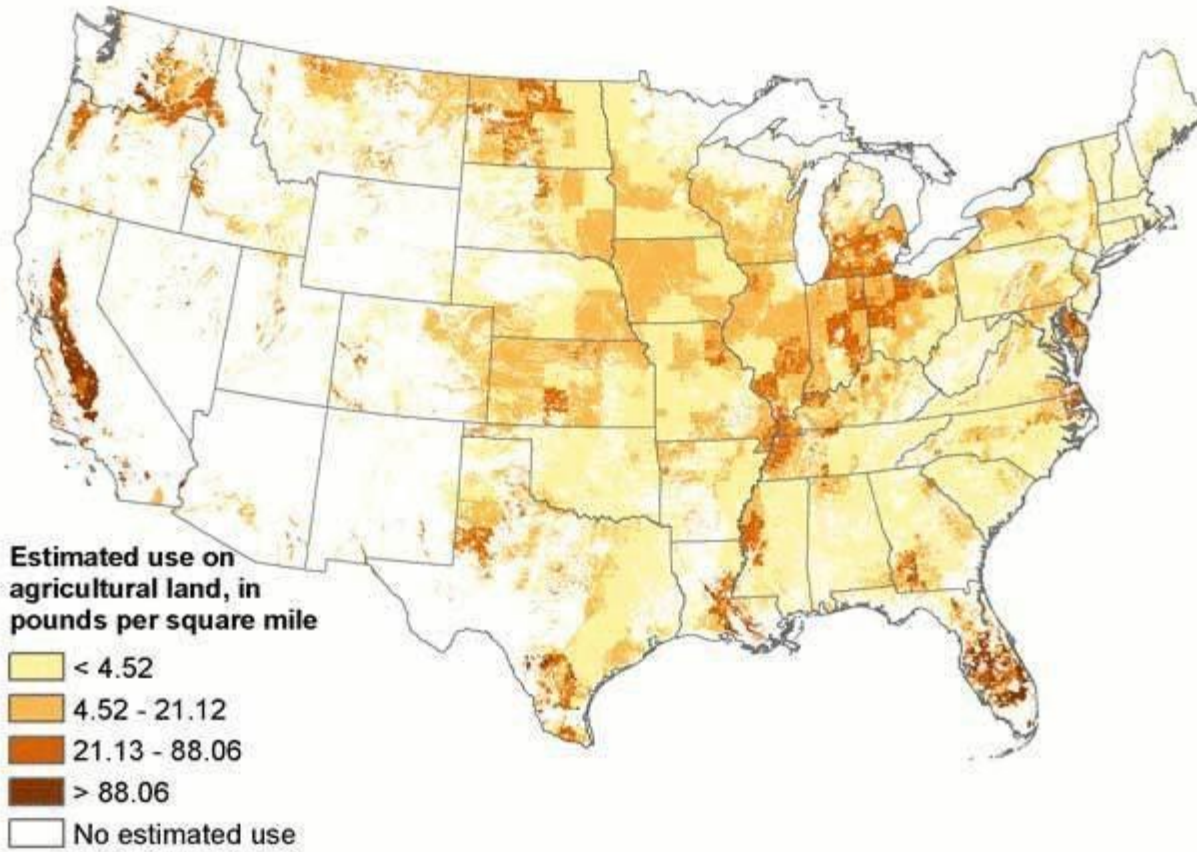 Estimated use on
agricultural land, in
pounds per square mile
< 4.52
4.52 - 21.12
21.13 - 88.06
> 88.06
No estimated use